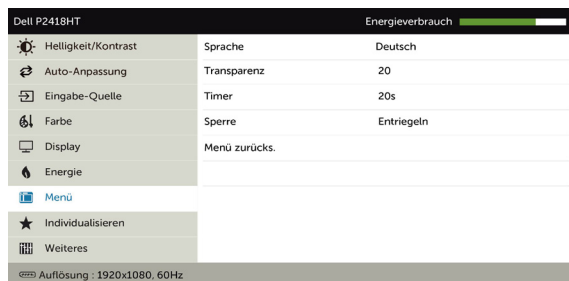 Dell P2418HT Energieverbrauch
Helligkeit/Kontrast Sprache Deutsch
Auto-Anpassung Transparenz 20
Eingabe-Quelle Timer 20s
Farbe Sperre Entriegeln
Display Menü zurücks.
Energie
Menü
Individualisieren
Weiteres
Auflösung : 1920x1080, 60Hz